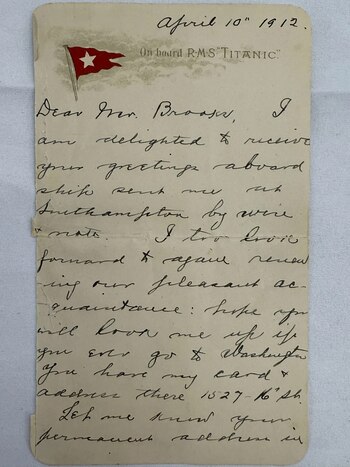 April 10" 1912.
On board R.M.S. "TITANIC."
Dear Mr. I
am delighted to receive
your greetings aboard
ship sent me at
Southampton by wire
& note. I too look
forward to again renew
ing our pleasant ac-
quaintance: hope you
will look me up if
you ever go to Washington
You have my card &
address there 1527-16" St.
Let me know your
permanent address in